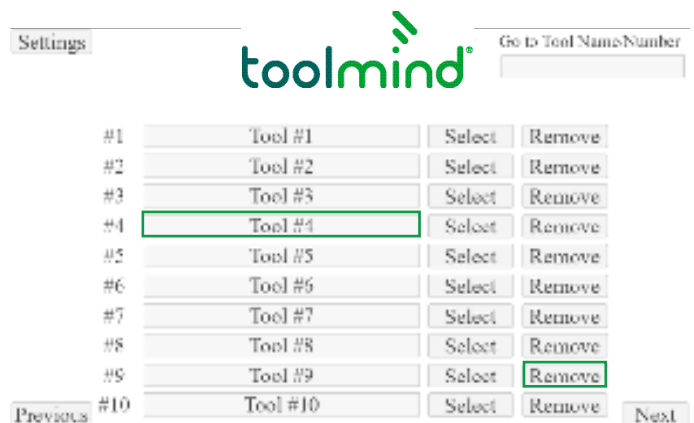 Settings
toolmind
Go to Tool Name/Number
#1 Tool #1 Select Remove
#2 Tool #2 Select Remove
#3 Tool #3 Select Remove
#4 Tool #4 Select Remove
#5 Tool #5 Select Remove
#6 Tool #6 Select Remove
#7 Tool #7 Select Remove
#8 Tool #8 Select Remove
#9 Tool #9 Select Remove
#10 Tool #10 Select Remove
Previous Next